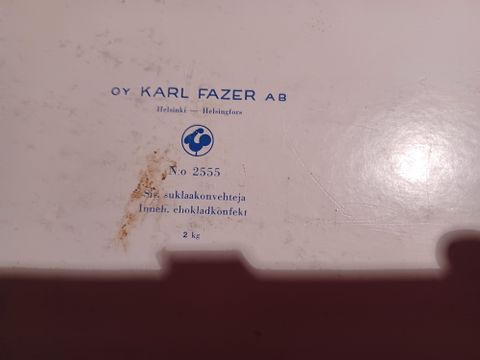 OY KARL FAZER AB
Helsinki — Helsingfors
N:o 2555
Sis. suklaakonvehteja
Inneh. chokladkonfekt
2 kg